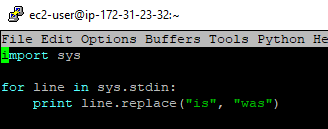 ec2-user@ip-172-31-23-32:~
File Edit Options Buffers Tools Python He
import sys
for line in sys.stdin:
    print line.replace("is", "was")